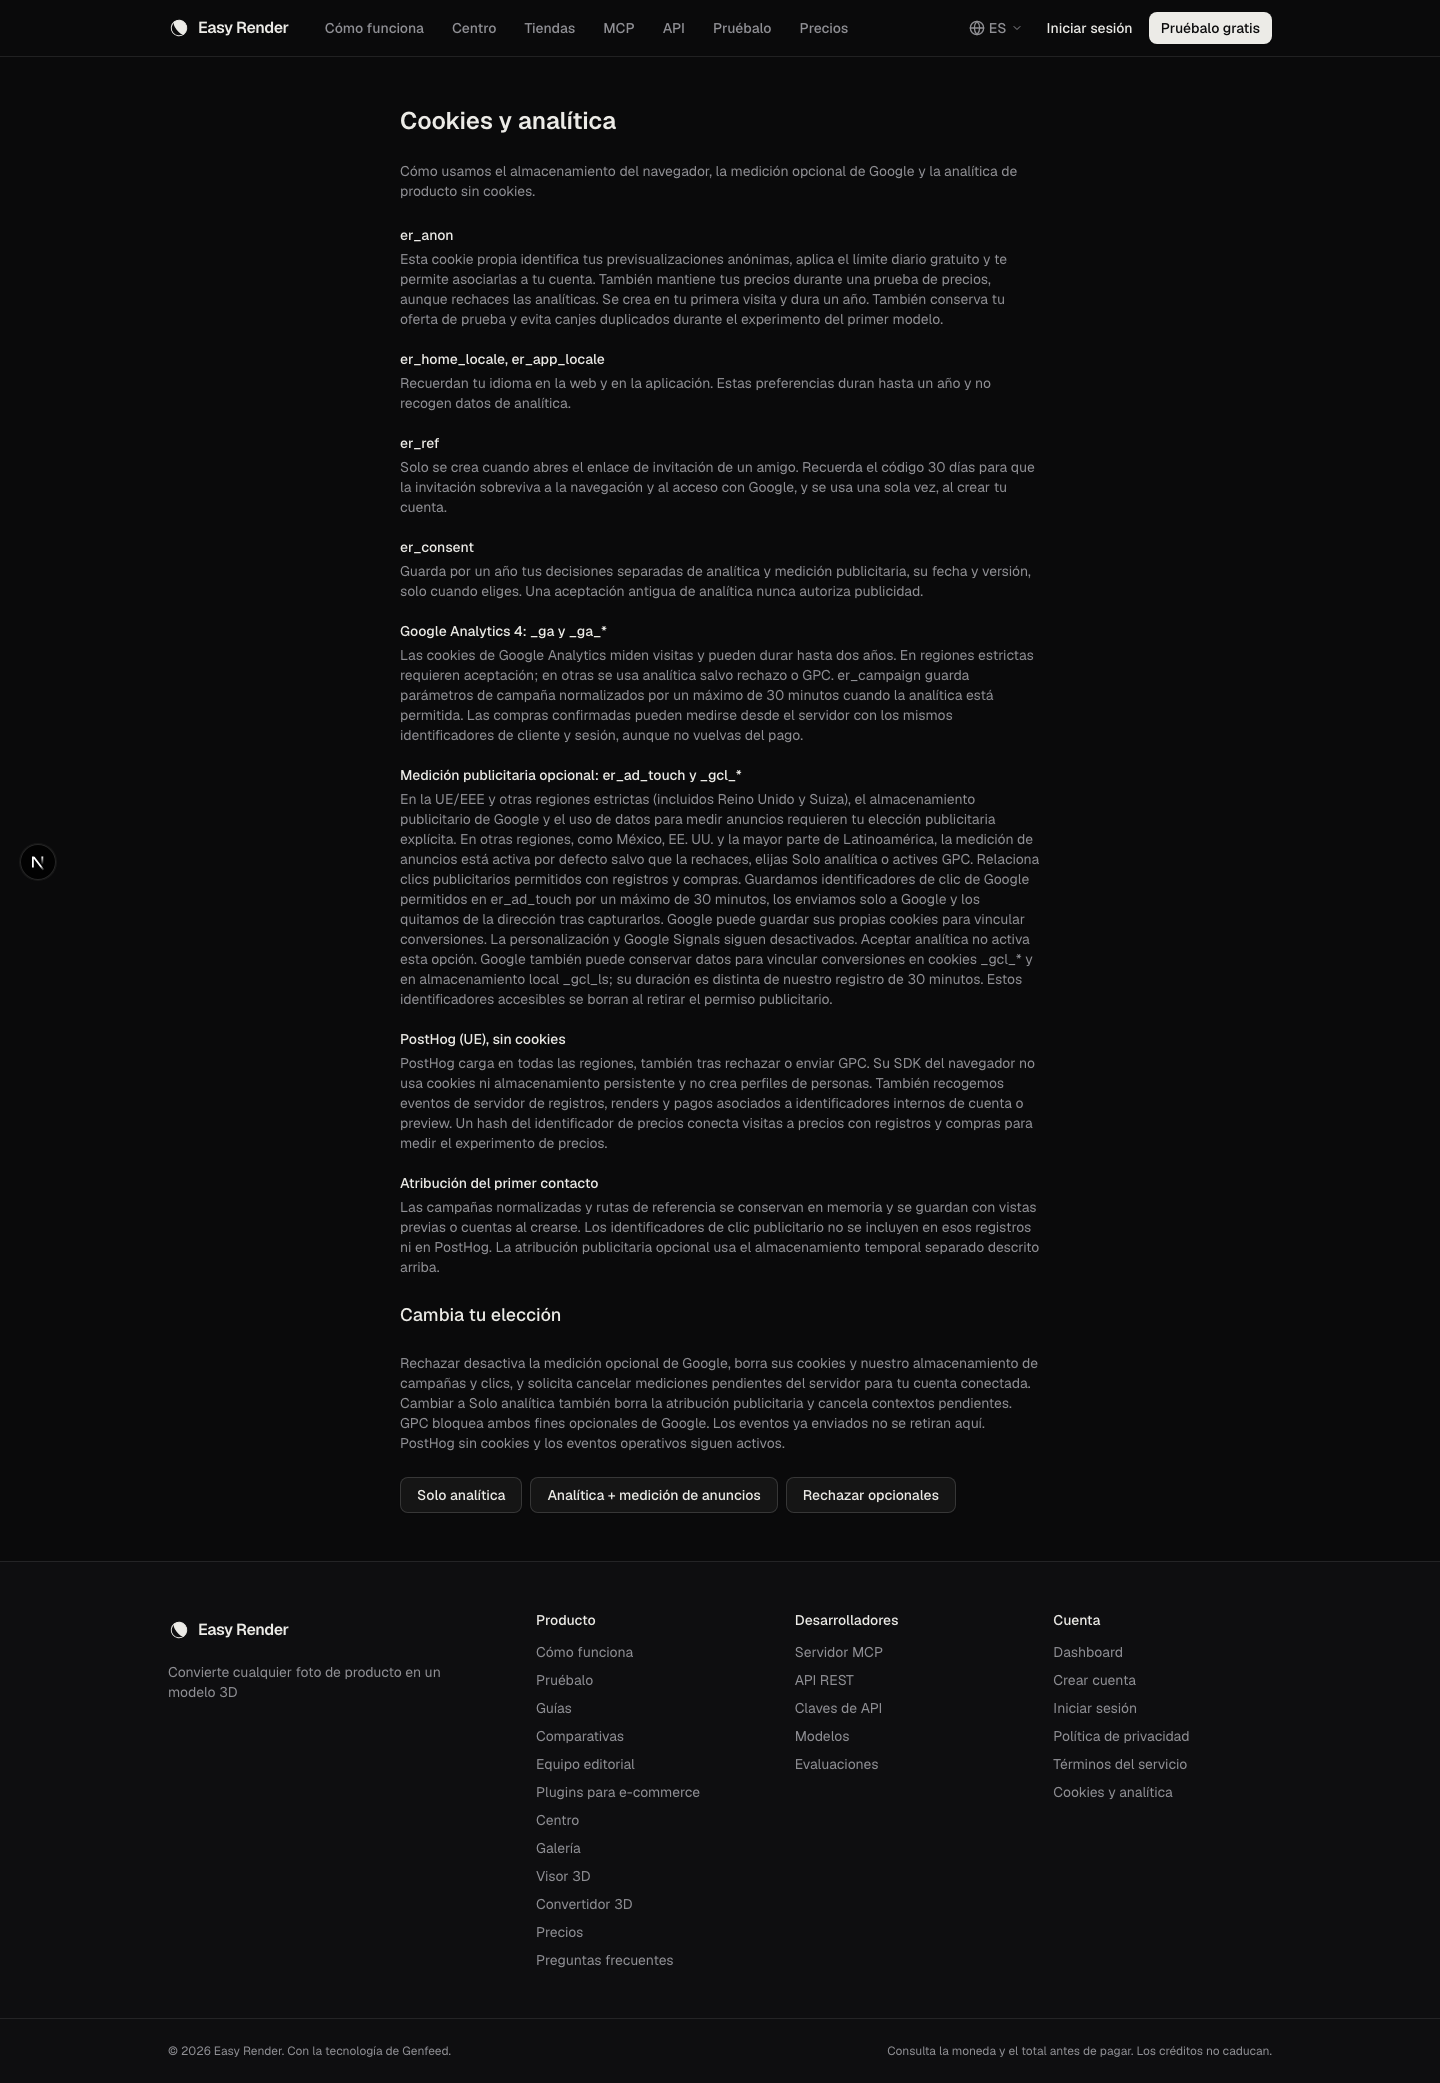 Easy Render
Cómo funciona
Centro
Tiendas
MCP
API
Pruébalo
Precios
ES
Iniciar sesión
Pruébalo gratis
Cookies y analítica
Cómo usamos el almacenamiento del navegador, la medición opcional de Google y la analítica de
producto sin cookies.
er_anon
Esta cookie propia identifica tus previsualizaciones anónimas, aplica el límite diario gratuito y te
permite asociarlas a tu cuenta. También mantiene tus precios durante una prueba de precios,
aunque rechaces las analíticas. Se crea en tu primera visita y dura un año. También conserva tu
oferta de prueba y evita canjes duplicados durante el experimento del primer modelo.
er_home_locale, er_app_locale
Recuerdan tu idioma en la web y en la aplicación. Estas preferencias duran hasta un año y no
recogen datos de analítica.
er_ref
Solo se crea cuando abres el enlace de invitación de un amigo. Recuerda el código 30 días para que
la invitación sobreviva a la navegación y al acceso con Google, y se usa una sola vez, al crear tu
cuenta.
er_consent
Guarda por un año tus decisiones separadas de analítica y medición publicitaria, su fecha y versión,
solo cuando eliges. Una aceptación antigua de analítica nunca autoriza publicidad.
Google Analytics 4: _ga y _ga_*
Las cookies de Google Analytics miden visitas y pueden durar hasta dos años. En regiones estrictas
requieren aceptación; en otras se usa analítica salvo rechazo o GPC. er_campaign guarda
parámetros de campaña normalizados por un máximo de 30 minutos cuando la analítica está
permitida. Las compras confirmadas pueden medirse desde el servidor con los mismos
identificadores de cliente y sesión, aunque no vuelvas del pago.
Medición publicitaria opcional: er_ad_touch y _gcl_*
En la UE/EEE y otras regiones estrictas (incluidos Reino Unido y Suiza), el almacenamiento
publicitario de Google y el uso de datos para medir anuncios requieren tu elección publicitaria
explícita. En otras regiones, como México, EE. UU. y la mayor parte de Latinoamérica, la medición de
anuncios está activa por defecto salvo que la rechaces, elijas Solo analítica o actives GPC. Relaciona
clics publicitarios permitidos con registros y compras. Guardamos identificadores de clic de Google
permitidos en er_ad_touch por un máximo de 30 minutos, los enviamos solo a Google y los
quitamos de la dirección tras capturarlos. Google puede guardar sus propias cookies para vincular
conversiones. La personalización y Google Signals siguen desactivados. Aceptar analítica no activa
esta opción. Google también puede conservar datos para vincular conversiones en cookies _gcl_* y
en almacenamiento local _gcl_ls; su duración es distinta de nuestro registro de 30 minutos. Estos
identificadores accesibles se borran al retirar el permiso publicitario.
PostHog (UE), sin cookies
PostHog carga en todas las regiones, también tras rechazar o enviar GPC. Su SDK del navegador no
usa cookies ni almacenamiento persistente y no crea perfiles de personas. También recogemos
eventos de servidor de registros, renders y pagos asociados a identificadores internos de cuenta o
preview. Un hash del identificador de precios conecta visitas a precios con registros y compras para
medir el experimento de precios.
Atribución del primer contacto
Las campañas normalizadas y rutas de referencia se conservan en memoria y se guardan con vistas
previas o cuentas al crearse. Los identificadores de clic publicitario no se incluyen en esos registros
ni en PostHog. La atribución publicitaria opcional usa el almacenamiento temporal separado descrito
arriba.
Cambia tu elección
Rechazar desactiva la medición opcional de Google, borra sus cookies y nuestro almacenamiento de
campañas y clics, y solicita cancelar mediciones pendientes del servidor para tu cuenta conectada.
Cambiar a Solo analítica también borra la atribución publicitaria y cancela contextos pendientes.
GPC bloquea ambos fines opcionales de Google. Los eventos ya enviados no se retiran aquí.
PostHog sin cookies y los eventos operativos siguen activos.
Solo analítica
Analítica + medición de anuncios
Rechazar opcionales
Easy Render
Convierte cualquier foto de producto en un
modelo 3D
Producto
Cómo funciona
Pruébalo
Guías
Comparativas
Equipo editorial
Plugins para e-commerce
Centro
Galería
Visor 3D
Convertidor 3D
Precios
Preguntas frecuentes
Desarrolladores
Servidor MCP
API REST
Claves de API
Modelos
Evaluaciones
Cuenta
Dashboard
Crear cuenta
Iniciar sesión
Política de privacidad
Términos del servicio
Cookies y analítica
© 2026 Easy Render. Con la tecnología de Genfeed.
Consulta la moneda y el total antes de pagar. Los créditos no caducan.